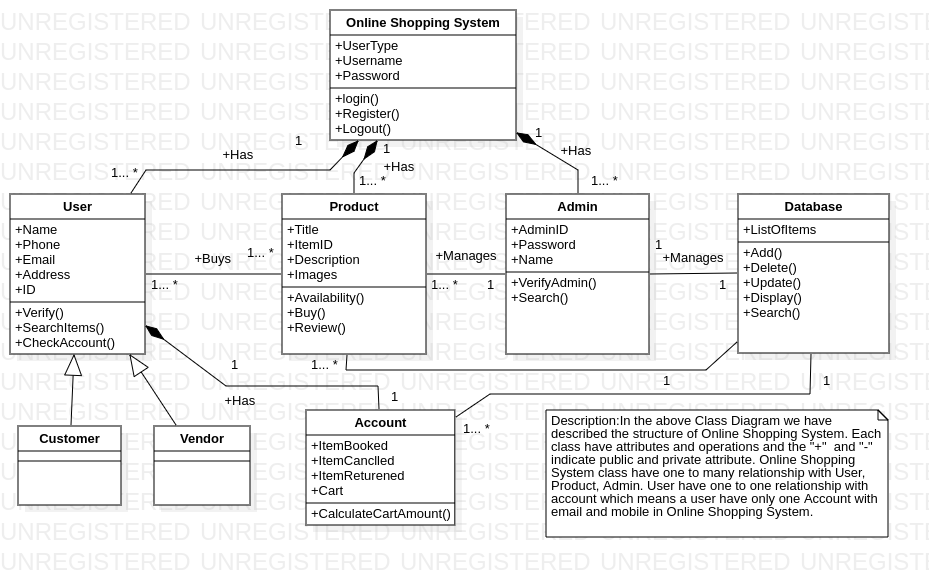 Online Shopping System
+UserType
+Username
+Password
+login()
+Register()
+Logout()
1
+Has
1... *
1
+Has
1... *
1
+Has
1... *
User
+Name
+Phone
+Email
+Address
+ID
+Verify()
+SearchItems()
+CheckAccount()
+Buys
1... *
1... *
Product
+Title
+ItemID
+Description
+Images
+Availability()
+Buy()
+Review()
+Manages
1... *
1
Admin
+AdminID
+Password
+Name
+VerifyAdmin()
+Search()
1
+Manages
1
Database
+ListOfItems
+Add()
+Delete()
+Update()
+Display()
+Search()
1... *
1
1
1
+Has
1
1... *
Customer
Vendor
Account
+ItemBooked
+ItemCanclled
+ItemReturened
+Cart
+CalculateCartAmount()
Description:In the above Class Diagram we have
described the structure of Online Shopping System. Each
class have attributes and operations and the "+" and "-"
indicate public and private attribute. Online Shopping
System class have one to many relationship with User,
Product, Admin. User have one to one relationship with
account which means a user have only one Account with
email and mobile in Online Shopping System.
UNREGISTERED